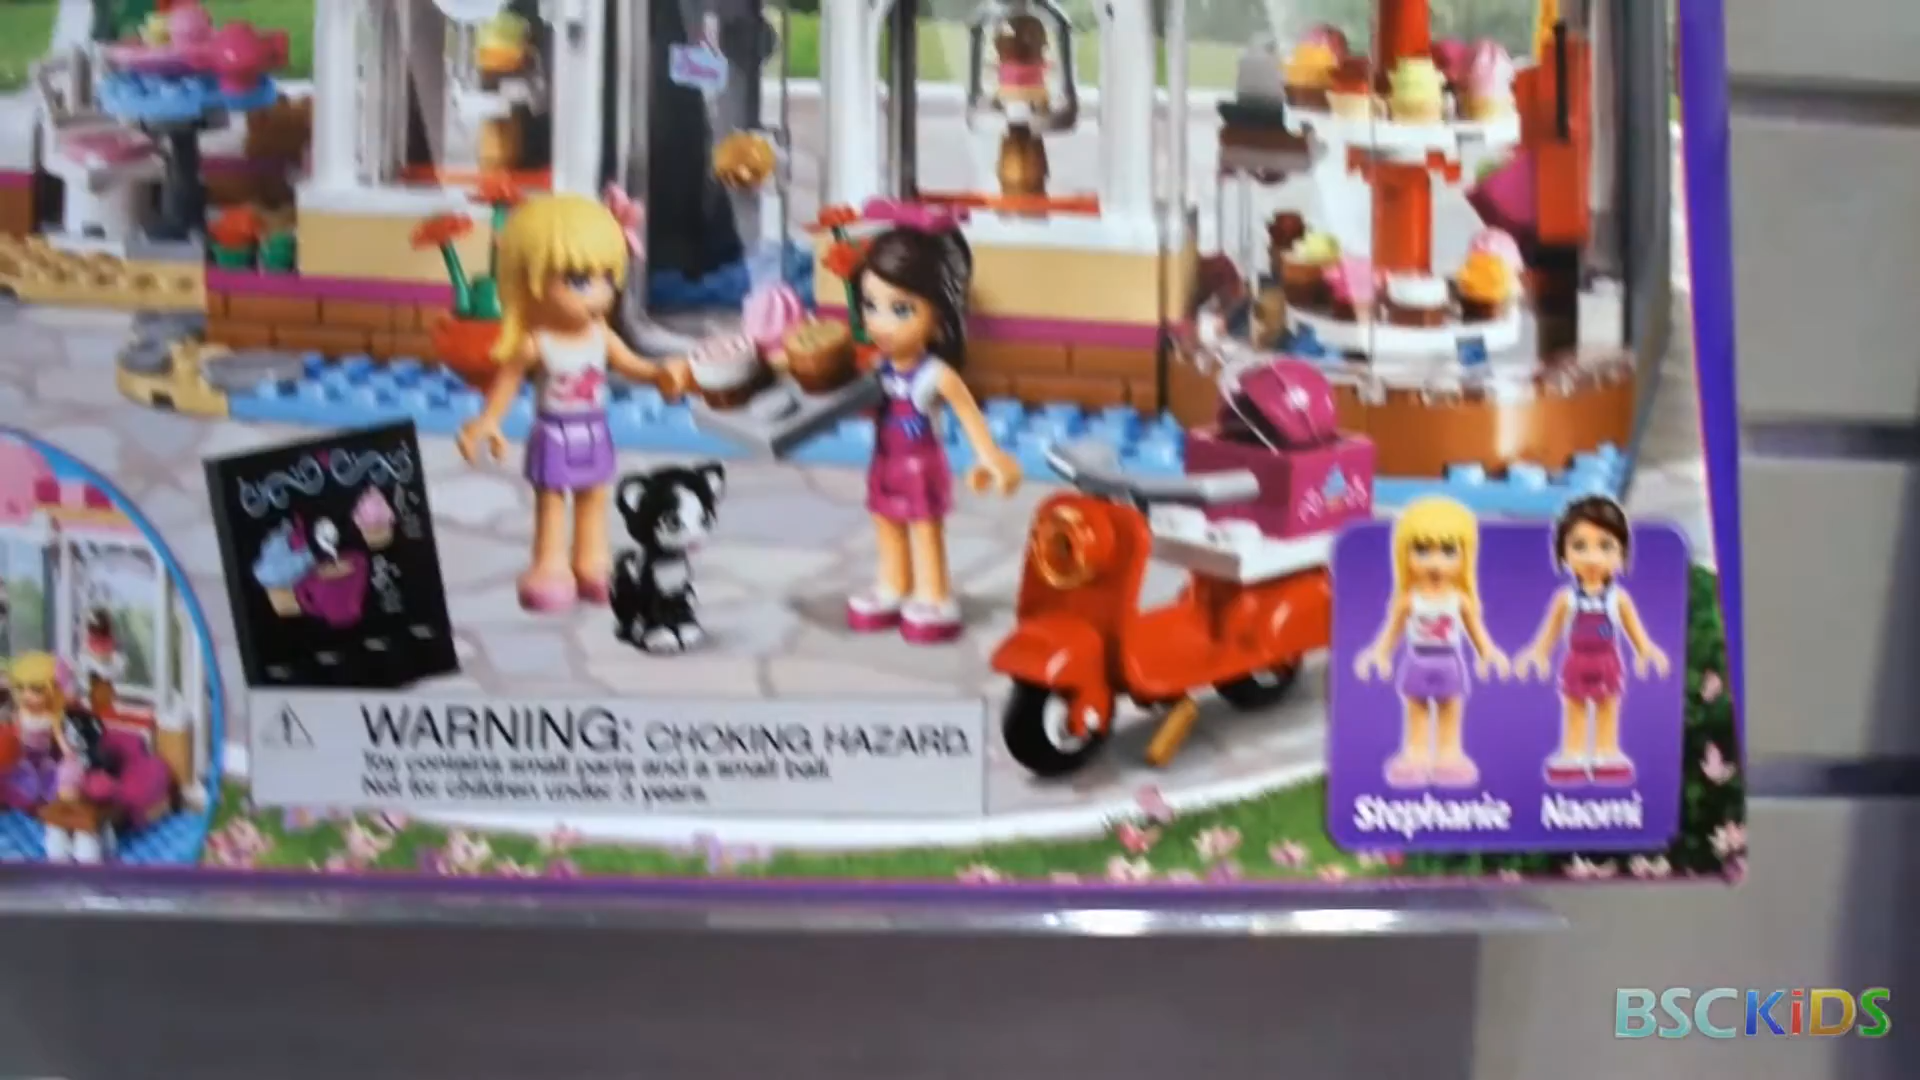 WARNING: CHOKING HAZARD.
Toy contains small parts and a small ball.
Not for children under 3 years.
Stephanie Naomi
BSCKiDS